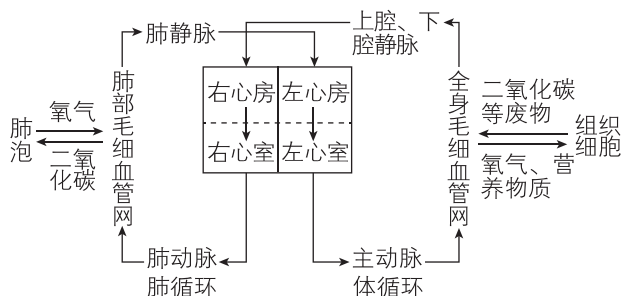 肺静脉
上腔、下
腔静脉
肺泡
氧气
二氧
化碳
肺部毛细血管网
右心房
左心房
右心室
左心室
全身毛细血管网
二氧化碳
等废物
氧气、营
养物质
组织
细胞
肺动脉
肺循环
主动脉
体循环